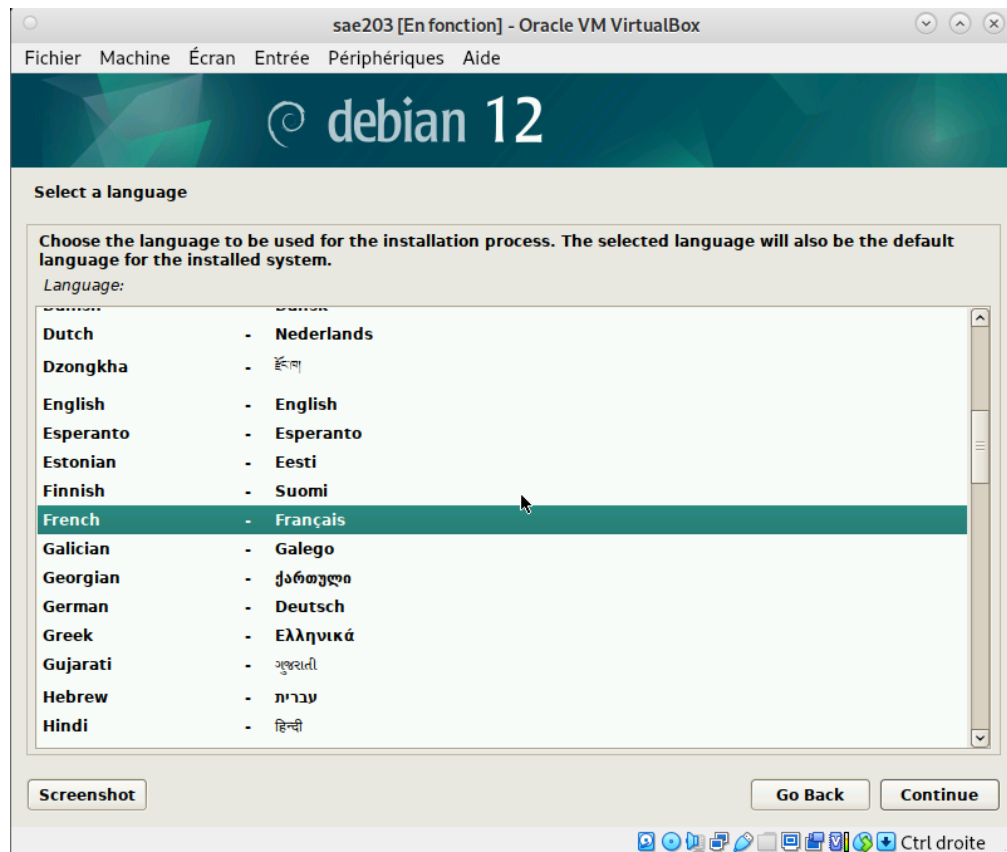 sae203 [En fonction] - Oracle VM VirtualBox
Fichier Machine Écran Entrée Périphériques Aide
debian 12
Select a language
Choose the language to be used for the installation process. The selected language will also be the default
language for the installed system.
Language:
Danish - Dansk
Dutch - Nederlands
Dzongkha - རྫོང་ཁ།
English - English
Esperanto - Esperanto
Estonian - Eesti
Finnish - Suomi
French - Français
Galician - Galego
Georgian - ქართული
German - Deutsch
Greek - Ελληνικά
Gujarati - ગુજરાતી
Hebrew - עברית
Hindi - हिन्दी
Screenshot Go Back Continue
Ctrl droite